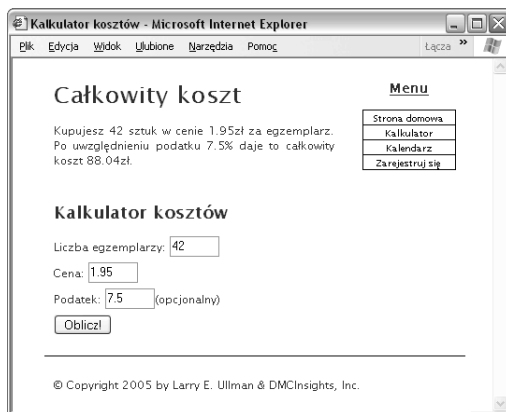 Kalkulator kosztów - Microsoft Internet Explorer
Plik Edycja Widok Ulubione Narzędzia Pomoc Łącza »
Całkowity koszt
Kupujesz 42 sztuk w cenie 1.95zł za egzemplarz.
Po uwzględnieniu podatku 7.5% daje to całkowity
koszt 88.04zł.
Menu
Strona domowa
Kalkulator
Kalendarz
Zarejestruj się
Kalkulator kosztów
Liczba egzemplarzy: 42
Cena: 1.95
Podatek: 7.5 (opcjonalny)
Oblicz!
© Copyright 2005 by Larry E. Ullman & DMCInsights, Inc.